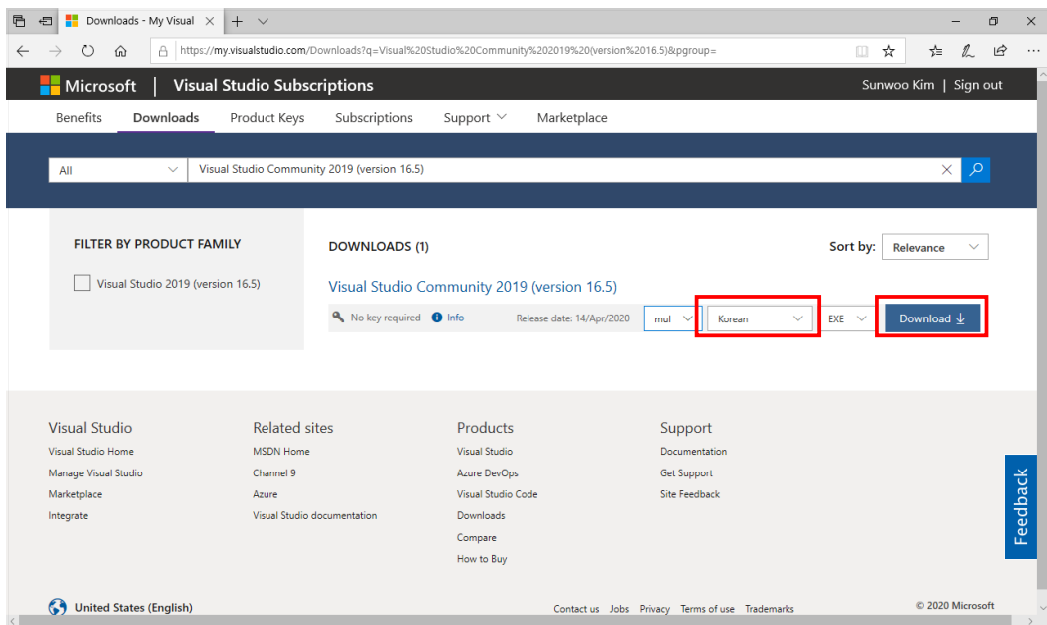 Downloads - My Visual
https://my.visualstudio.com/Downloads?q=Visual%20Studio%20Community%202019%20(version%2016.5)&pgroup=
Microsoft | Visual Studio Subscriptions
Sunwoo Kim | Sign out
Benefits Downloads Product Keys Subscriptions Support Marketplace
All Visual Studio Community 2019 (version 16.5)
FILTER BY PRODUCT FAMILY
Visual Studio 2019 (version 16.5)
DOWNLOADS (1)
Sort by: Relevance
Visual Studio Community 2019 (version 16.5)
No key required Info Release date: 14/Apr/2020 mul Korean EXE Download
Visual Studio
Visual Studio Home
Manage Visual Studio
Marketplace
Integrate
Related sites
MSDN Home
Channel 9
Azure
Visual Studio documentation
Products
Visual Studio
Azure DevOps
Visual Studio Code
Downloads
Compare
How to Buy
Support
Documentation
Get Support
Site Feedback
Feedback
United States (English)
Contact us Jobs Privacy Terms of use Trademarks
© 2020 Microsoft